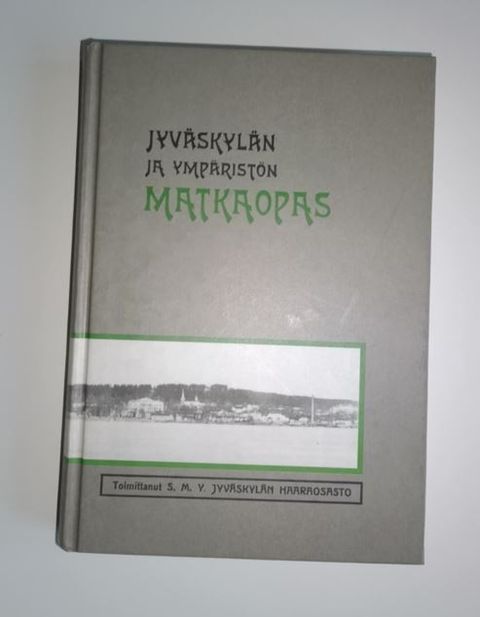 JYVÄSKYLÄN
JA YMPÄRISTÖN
MATKAOPAS
Toimittanut S. M. Y. JYVÄSKYLÄN HAARAOSASTO